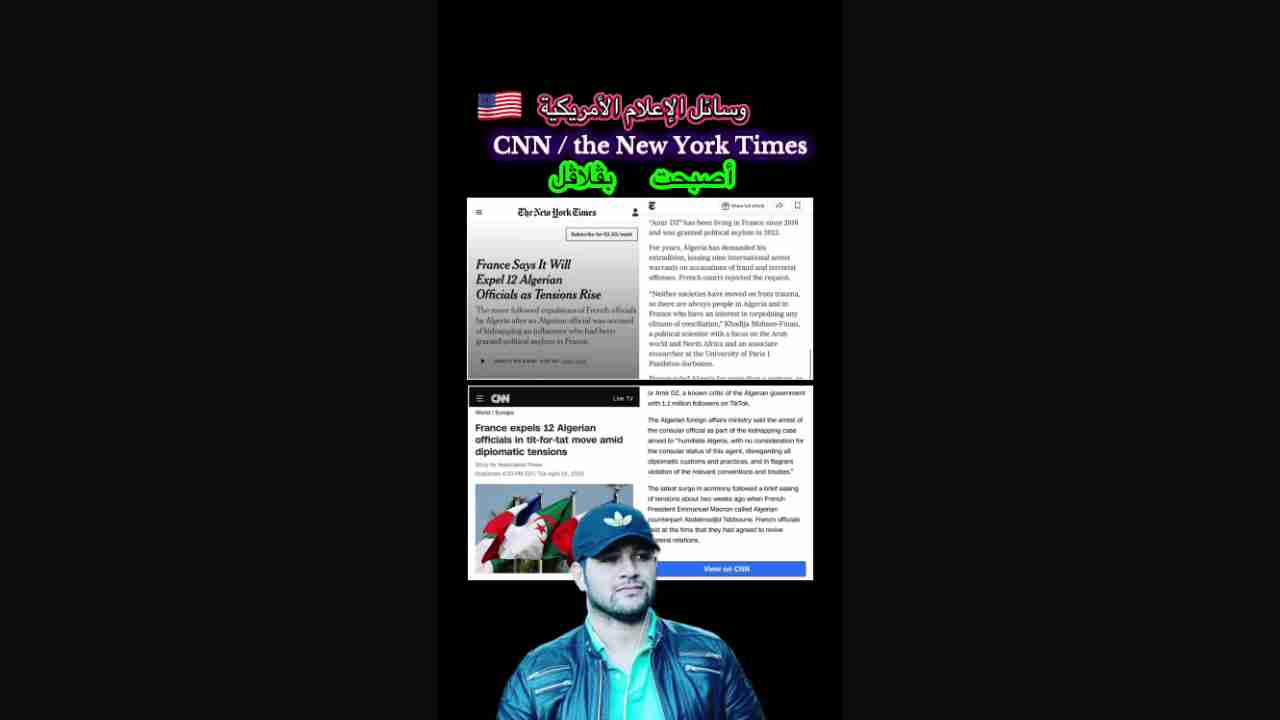 وسائل الإعلام الأمريكية
CNN / the New York Times
أصبحت بڨلاڨل
The New York Times
Subscribe for $0.50/week
France Says It Will
Expel 12 Algerian
Officials as Tensions Rise
The move followed expulsions of French officials
by Algeria after an Algerian official was accused
of kidnapping an influencer who had been
granted political asylum in France.
Share full article
"Amir DZ" has been living in France since 2016
and was granted political asylum in 2023.
For years, Algeria has demanded his
extradition, issuing nine international arrest
warrants on accusations of fraud and terrorist
offenses. French courts rejected the request.
"Neither societies have moved on from trauma,
so there are always people in Algeria and in
France who have an interest in torpedoing any
climate of conciliation," Khadija Mohsen-Finan,
a political scientist with a focus on the Arab
world and North Africa and an associate
researcher at the University of Paris 1
Panthéon-Sorbonne.
CNN
Live TV
World / Europe
France expels 12 Algerian
officials in tit-for-tat move amid
diplomatic tensions
Story by Associated Press
or Amir DZ, a known critic of the Algerian government
with 1.1 million followers on TikTok.
The Algerian foreign affairs ministry said the arrest of
the consular official as part of the kidnapping case
aimed to "humiliate Algeria, with no consideration for
the consular status of this agent, disregarding all
diplomatic customs and practices, and in flagrant
violation of the relevant conventions and treaties."
The latest surge in acrimony followed a brief easing
of tensions about two weeks ago when French
President Emmanuel Macron called Algerian
counterpart Abdelmadjid Tebboune. French officials
at the time that they had agreed to revive
relations.
View on CNN